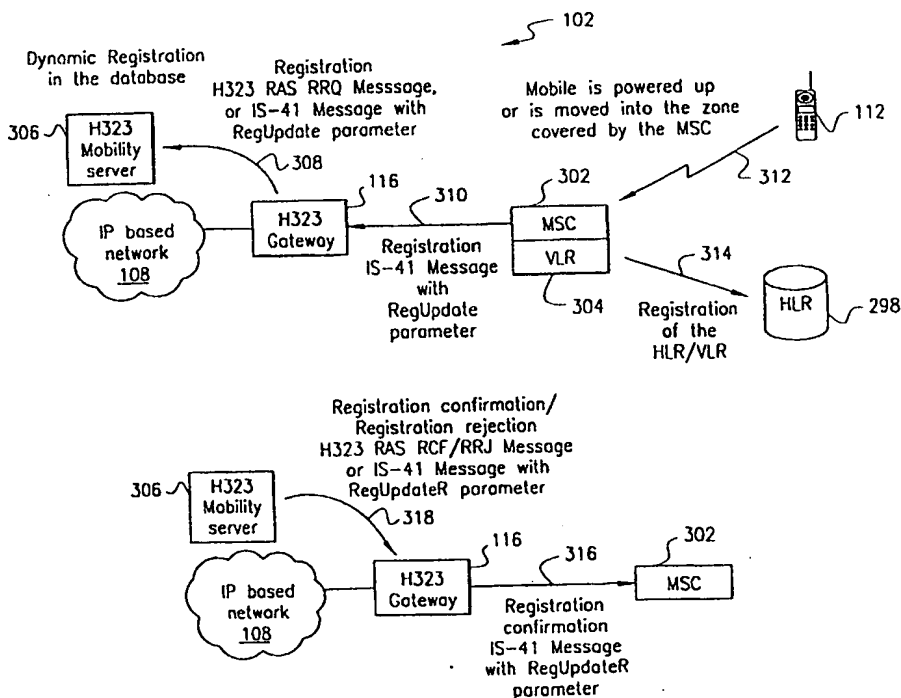 102
Dynamic Registration
in the database
Registration
H323 RAS RRQ Messsage,
or IS-41 Message with
RegUpdate parameter
Mobile is powered up
or is moved into the zone
covered by the MSC
112
306
H323
Mobility
server
308
312
116
310
302
IP based
network
108
H323
Gateway
Registration
IS-41 Message
with
RegUpdate
parameter
MSC
VLR
304
314
Registration
of the
HLR/VLR
HLR
298
Registration confirmation/
Registration rejection
H323 RAS RCF/RRJ Message
or IS-41 Message with
RegUpdateR parameter
306
H323
Mobility
server
318
116
316
302
IP based
network
108
H323
Gateway
MSC
Registration
confirmation
IS-41 Message
with RegUpdateR
parameter